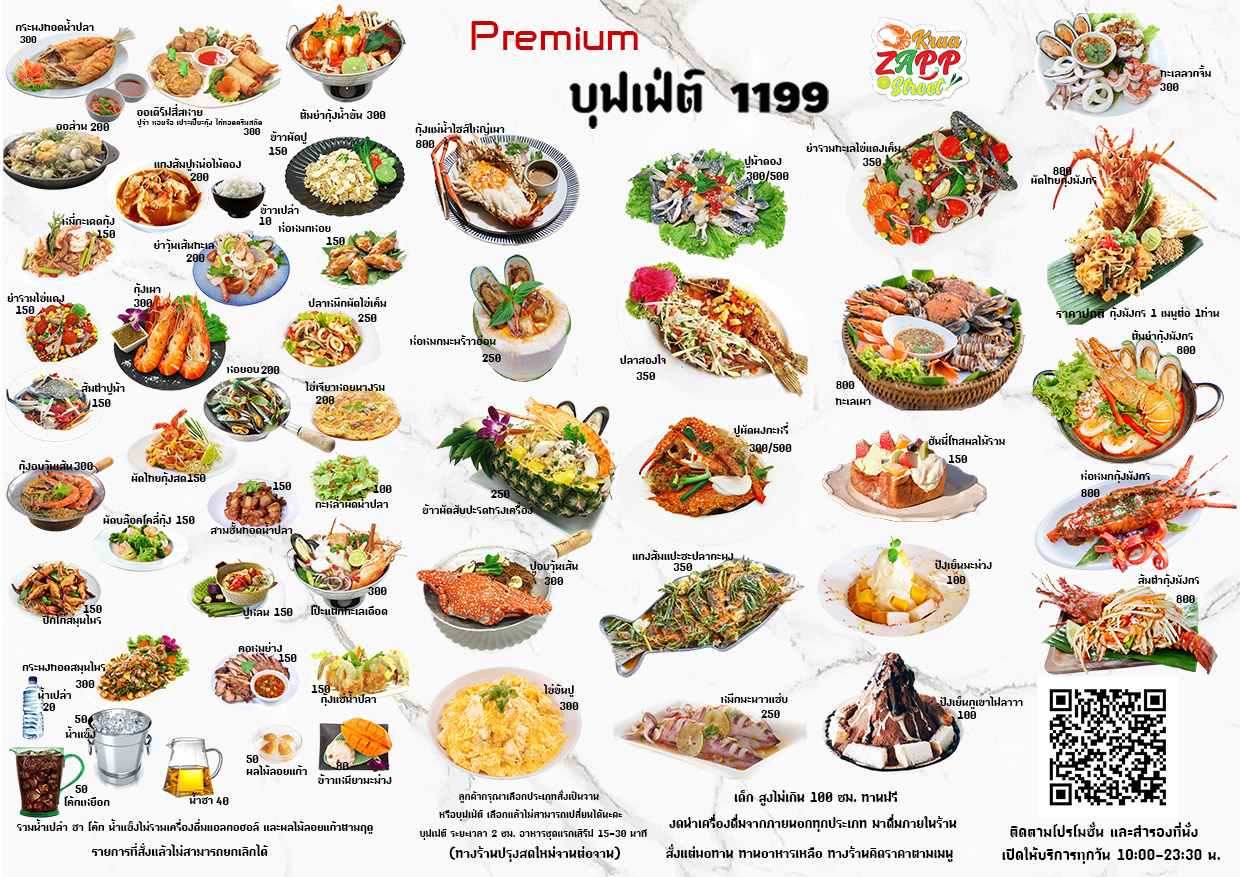 Premium
บุฟเฟ่ต์ 1199
Krua
ZAPP
Street
กระพงทอดน้ำปลา
300
ออเดิร์ฟสี่สหาย
ปูจ๋า หอยจ๊อ เปาะเปี๊ยะกุ้ง ไก่ทอดครัมสกัด
300
ต้มยำกุ้งน้ำข้น 300
ออส่วน 200
แกงส้มปูหน่อไม้ดอง
200
ข้าวผัดปู
150
ข้าวเปล่า
10
หมี่กะเฉดกุ้ง
150
ยำวุ้นเส้นทะเล
200
ห่อหมกหอย
150
ยำรวมไข่แดง
150
กุ้งเผา
300
ปลาหมึกผัดไข่เค็ม
250
ส้มตำปูม้า
150
หอยอบ 200
ไข่เจียวหอยนางรม
200
กุ้งอบวุ้นเส้น 300
ผัดไทยกุ้งสด 150
150
สามชั้นทอดน้ำปลา
100
กะหล่ำผัดน้ำปลา
ผัดบล็อคโคลี่กุ้ง 150
150
ปีกไก่สมุนไพร
ปูหลน 150
300
โป๊ะแตกทะเลเดือด
กระพงทอดสมุนไพร
300
คอหมูย่าง
150
150
กุ้งแช่น้ำปลา
น้ำเปล่า
20
50
น้ำแข็ง
50
โค้กเหยือก
น้ำชา 40
50
ผลไม้ลอยแก้ว
80
ข้าวเหนียวมะม่วง
รวมน้ำเปล่า ชา โค้ก น้ำแข็งไม่รวมเครื่องดื่มแอลกอฮอล์ และผลไม้ลอยแก้วตามฤดู
รายการที่สั่งแล้วไม่สามารถยกเลิกได้
กุ้งแม่น้ำไซส์ใหญ่เผา
800
ห่อหมกมะพร้าวอ่อน
250
250
ข้าวผัดสับปะรดทรงเครื่อง
ปูอบวุ้นเส้น
300
ไข่ข้นปู
300
ลูกค้ากรุณาเลือกประเภทสั่งเป็นจาน
หรือบุฟเฟ่ต์ เลือกแล้วไม่สามารถเปลี่ยนได้นะคะ
บุฟเฟ่ต์ ระยะเวลา 2 ชม. อาหารชุดแรกเสิร์ฟ 15-30 นาที
(ทางร้านปรุงสดใหม่จานต่อจาน)
ปูม้าดอง
300/500
ปลาสองใจ
350
ปูผัดผงกะหรี่
300/500
แกงส้มแปะซะปลากะพง
350
หมึกมะนาวแซ่บ
250
ยำรวมทะเลไข่แดงเค็ม
350
800
ทะเลเผา
ฮันนี่โทสผลไม้รวม
150
ปังเย็นมะม่วง
100
ปังเย็นภูเขาไฟลาวา
100
เด็ก สูงไม่เกิน 100 ซม. ทานฟรี
งดนำเครื่องดื่มจากภายนอกทุกประเภท มาดื่มภายในร้าน
สั่งแต่พอทาน ทานอาหารเหลือ ทางร้านคิดราคาตามเมนู
ทะเลลวกจิ้ม
300
800
ผัดไทยกุ้งมังกร
ราคาปกติ กุ้งมังกร 1 เมนูต่อ 1ท่าน
ต้มยำกุ้งมังกร
800
ห่อหมกกุ้งมังกร
800
ส้มตำกุ้งมังกร
800
ติดตามโปรโมชั่น และสำรองที่นั่ง
เปิดให้บริการทุกวัน 10:00-23:30 น.